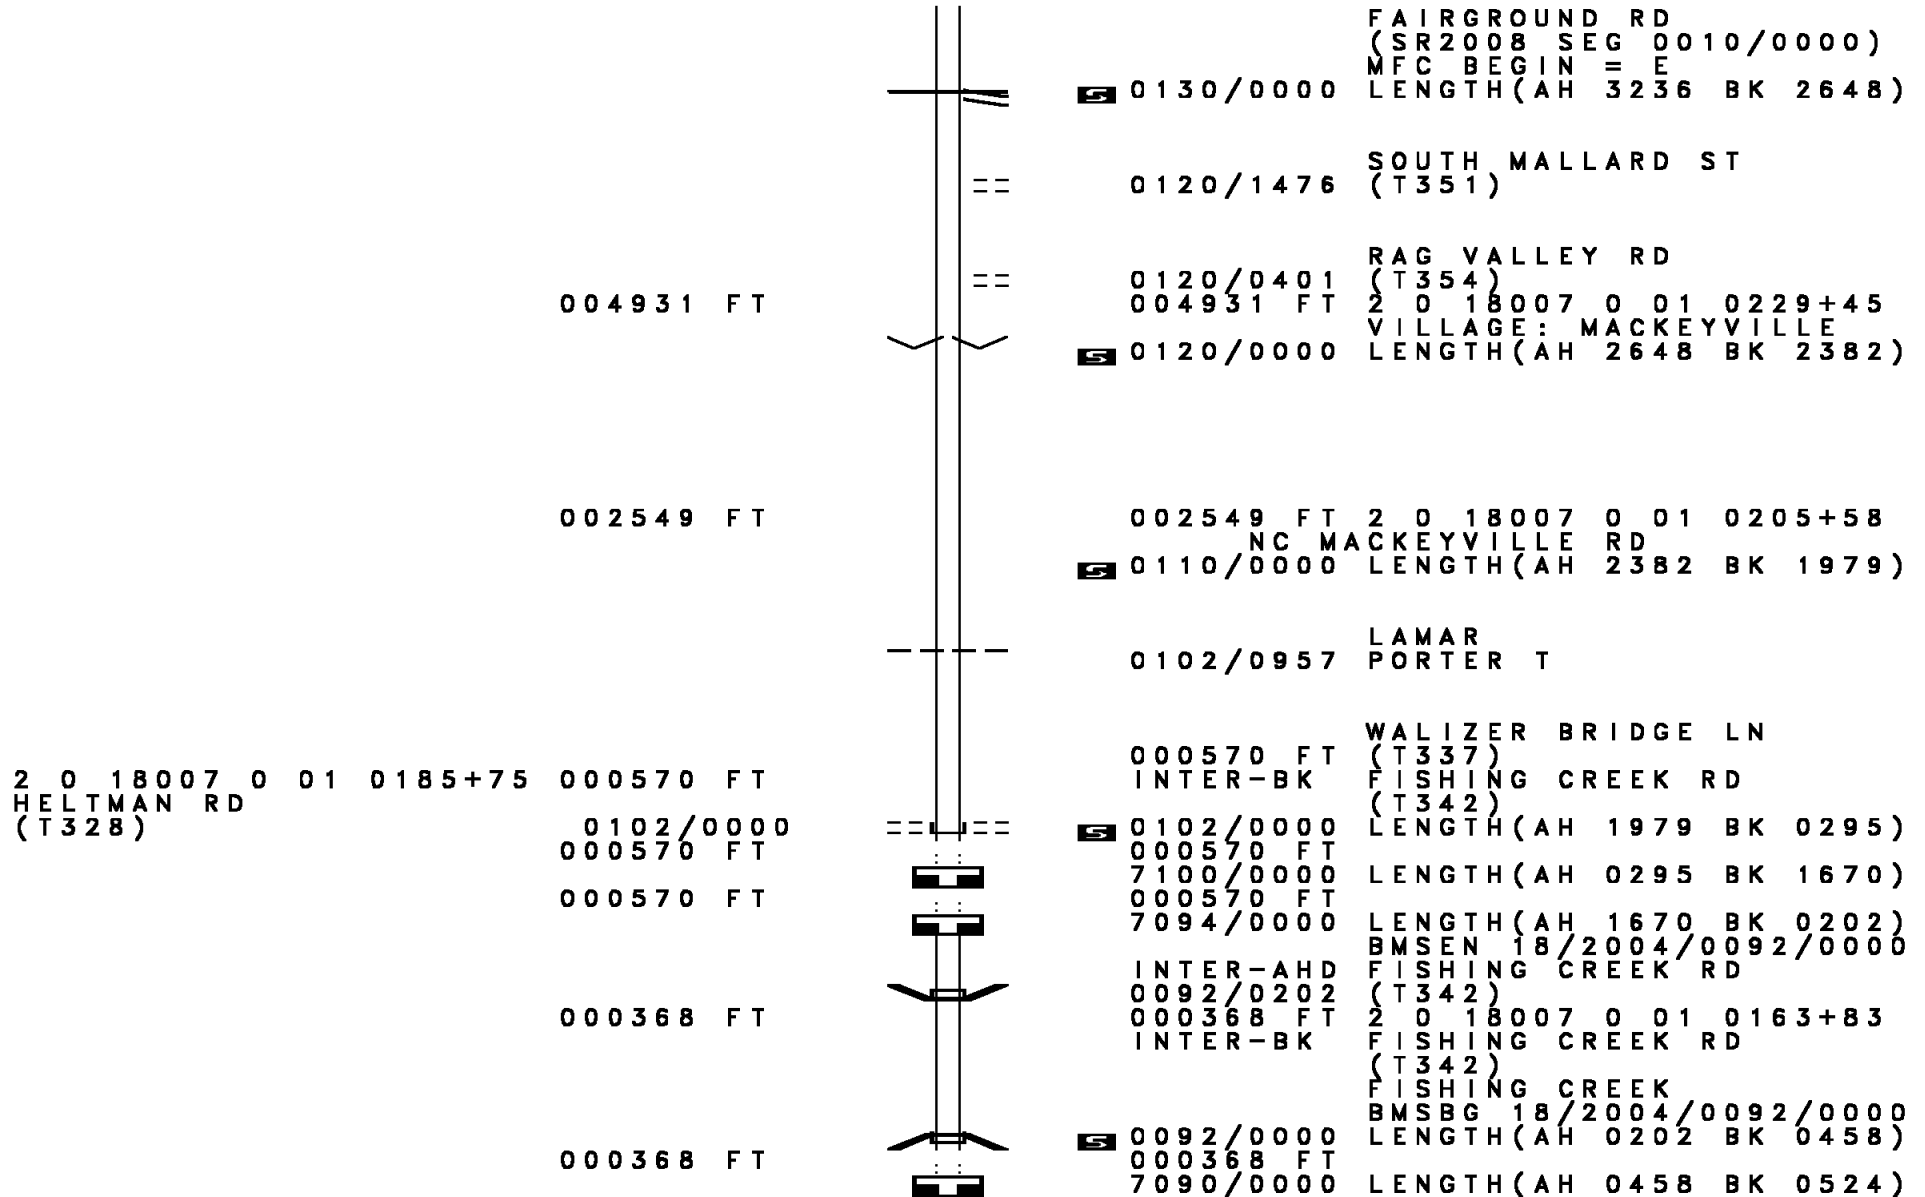 FAIRGROUND RD
(SR2008 SEG 0010/0000)
MFC BEGIN = E
S 0130/0000 LENGTH(AH 3236 BK 2648)
SOUTH MALLARD ST
0120/1476 (T351)
RAG VALLEY RD
0120/0401 (T354)
004931 FT 004931 FT 2 0 18007 0 01 0229+45
VILLAGE: MACKEYVILLE
S 0120/0000 LENGTH(AH 2648 BK 2382)
002549 FT 002549 FT 2 0 18007 0 01 0205+58
NC MACKEYVILLE RD
S 0110/0000 LENGTH(AH 2382 BK 1979)
LAMAR
0102/0957 PORTER T
WALIZER BRIDGE LN
000570 FT (T337)
2 0 18007 0 01 0185+75 000570 FT INTER-BK FISHING CREEK RD
HELTMAN RD (T342)
(T328) 0102/0000 S 0102/0000 LENGTH(AH 1979 BK 0295)
000570 FT 000570 FT
7100/0000 LENGTH(AH 0295 BK 1670)
000570 FT 000570 FT
7094/0000 LENGTH(AH 1670 BK 0202)
BMSEN 18/2004/0092/0000
INTER-AHD FISHING CREEK RD
0092/0202 (T342)
000368 FT 000368 FT 2 0 18007 0 01 0163+83
INTER-BK FISHING CREEK RD
(T342)
FISHING CREEK
BMSBG 18/2004/0092/0000
S 0092/0000 LENGTH(AH 0202 BK 0458)
000368 FT 000368 FT
7090/0000 LENGTH(AH 0458 BK 0524)